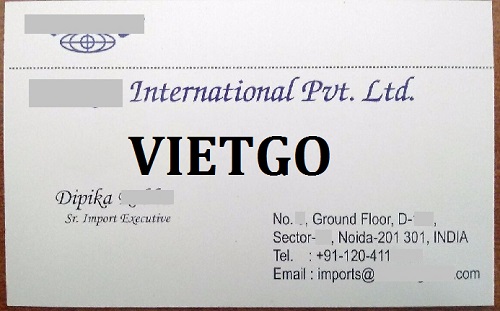 International Pvt. Ltd.
VIETGO
Dipika
Sr. Import Executive
No. , Ground Floor, D- ,
Sector- , Noida-201 301, INDIA
Tel. : +91-120-411
Email : imports@ .com